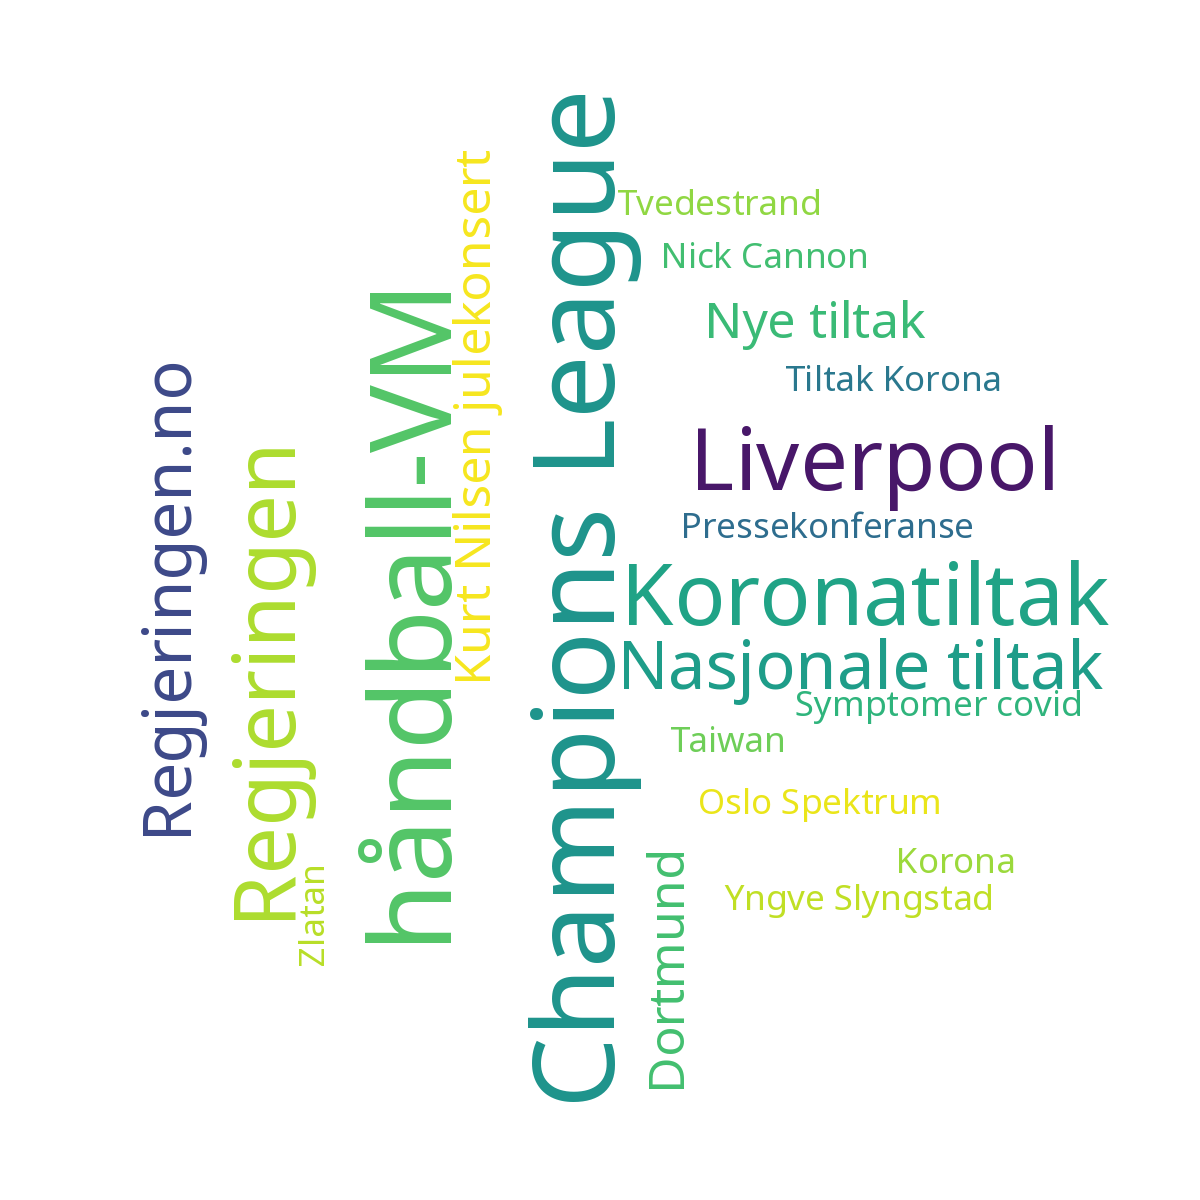 Regjeringen.no
Regjeringen
Zlatan
håndball-VM
Kurt Nilsen julekonsert
Champions League
Tvedestrand
Nick Cannon
Nye tiltak
Tiltak Korona
Liverpool
Pressekonferanse
Koronatiltak
Nasjonale tiltak
Symptomer covid
Taiwan
Oslo Spektrum
Korona
Yngve Slyngstad
Dortmund